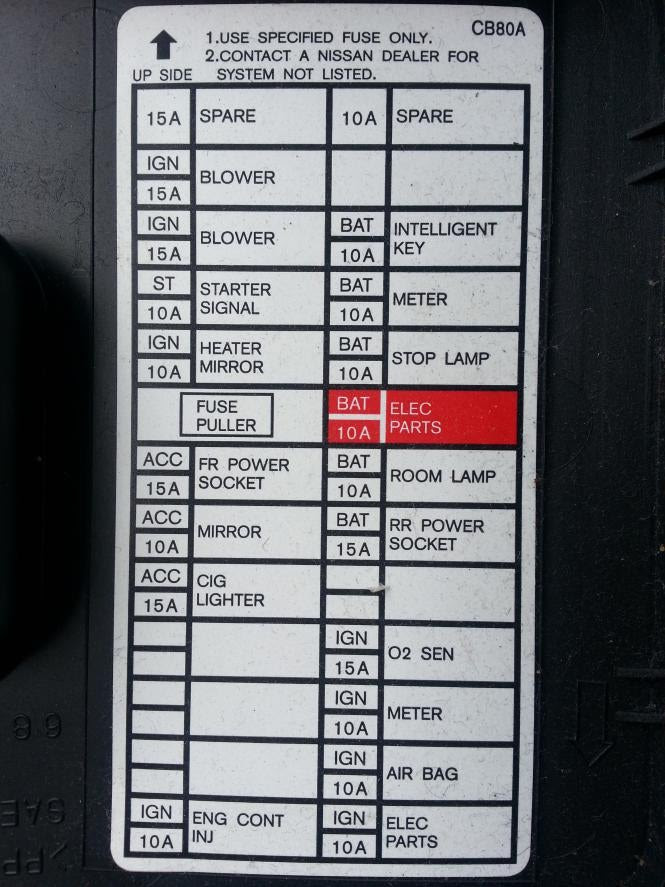 CB80A
1.USE SPECIFIED FUSE ONLY.
2.CONTACT A NISSAN DEALER FOR
SYSTEM NOT LISTED.
UP SIDE
15A SPARE 10A SPARE
IGN
15A
BLOWER
IGN
15A
BLOWER
BAT
10A
INTELLIGENT
KEY
ST
10A
STARTER
SIGNAL
BAT
10A
METER
IGN
10A
HEATER
MIRROR
BAT
10A
STOP LAMP
FUSE
PULLER
BAT
10A
ELEC
PARTS
ACC
15A
FR POWER
SOCKET
BAT
10A
ROOM LAMP
ACC
10A
MIRROR
BAT
15A
RR POWER
SOCKET
ACC
15A
CIG
LIGHTER
IGN
15A
O2 SEN
IGN
10A
METER
IGN
10A
AIR BAG
IGN
10A
ENG CONT
INJ
IGN
10A
ELEC
PARTS